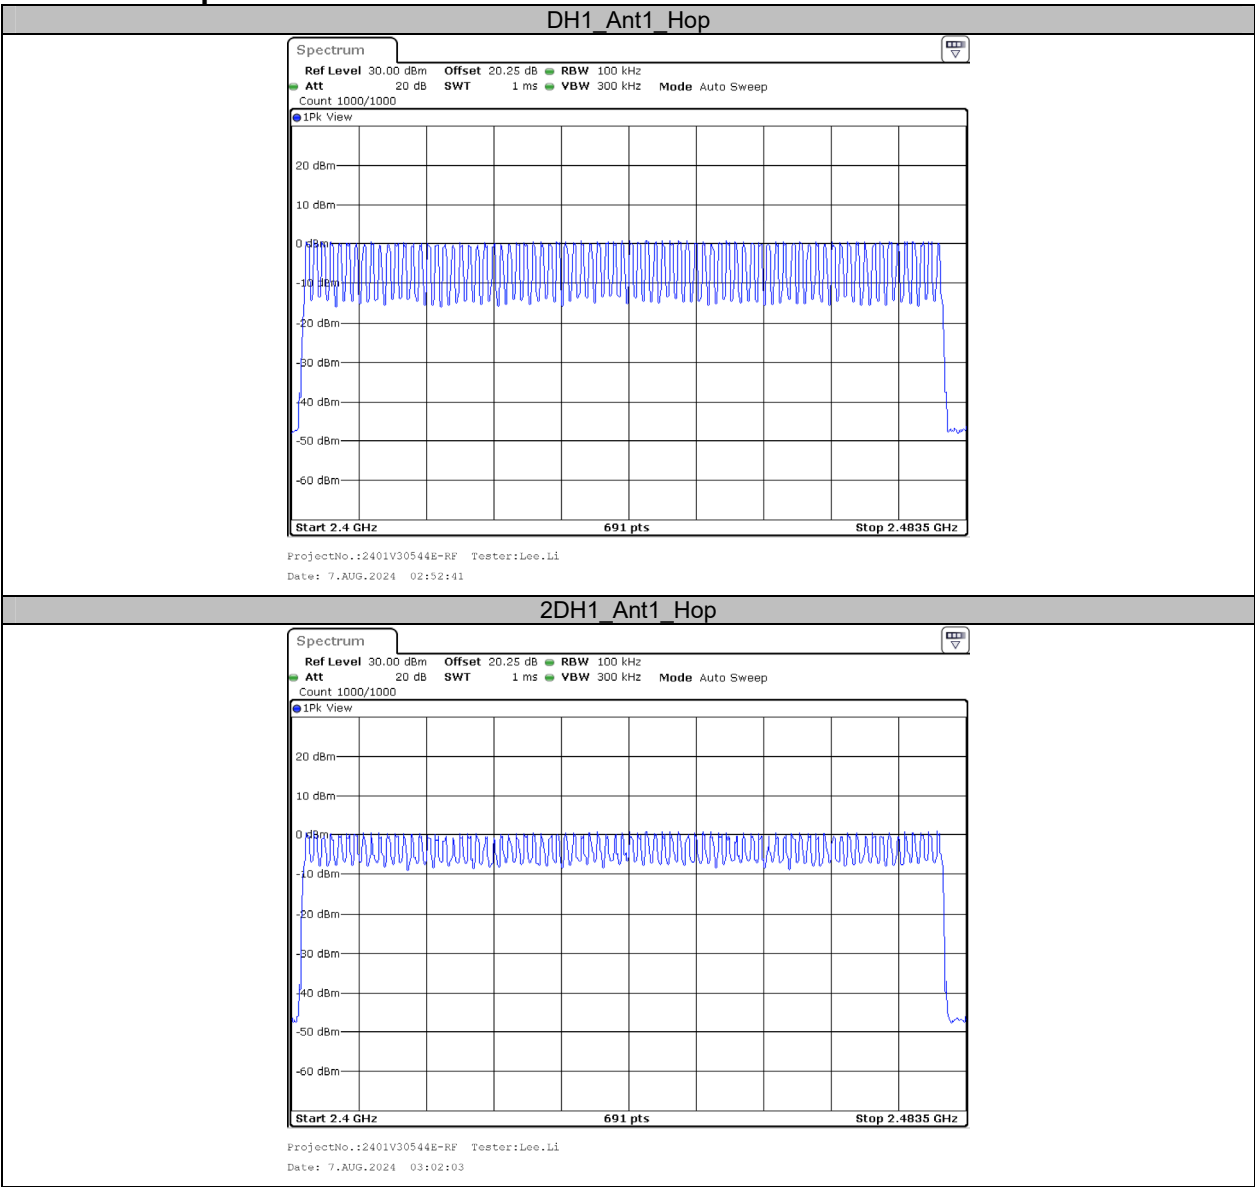 DH1_Ant1_Hop
Spectrum
Ref Level 30.00 dBm Offset 20.25 dB RBW 100 kHz
Att 20 dB SWT 1 ms VBW 300 kHz Mode Auto Sweep
Count 1000/1000
1Pk View
20 dBm
10 dBm
0 dBm
-10 dBm
-20 dBm
-30 dBm
-40 dBm
-50 dBm
-60 dBm
Start 2.4 GHz 691 pts Stop 2.4835 GHz
ProjectNo.:2401V30544E-RF Tester:Lee.Li
Date: 7.AUG.2024 02:52:41
2DH1_Ant1_Hop
Spectrum
Ref Level 30.00 dBm Offset 20.25 dB RBW 100 kHz
Att 20 dB SWT 1 ms VBW 300 kHz Mode Auto Sweep
Count 1000/1000
1Pk View
20 dBm
10 dBm
0 dBm
-10 dBm
-20 dBm
-30 dBm
-40 dBm
-50 dBm
-60 dBm
Start 2.4 GHz 691 pts Stop 2.4835 GHz
ProjectNo.:2401V30544E-RF Tester:Lee.Li
Date: 7.AUG.2024 03:02:03